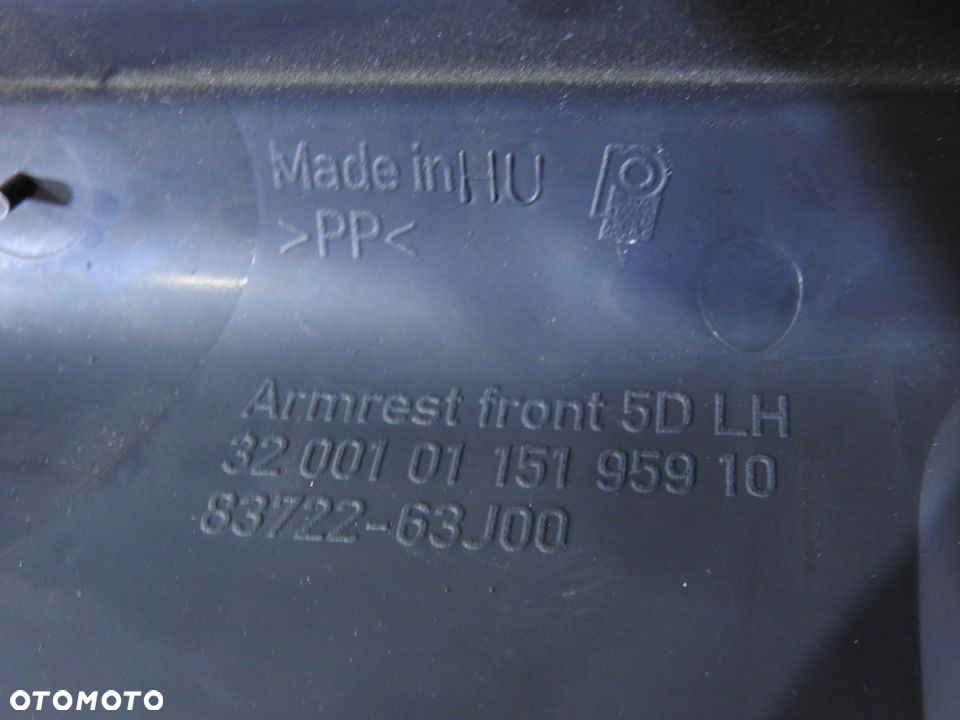 Made in HU
>PP<
Armrest front 5D LH
32 001 01 151 959 10
83722-63J00
OTOMOTO